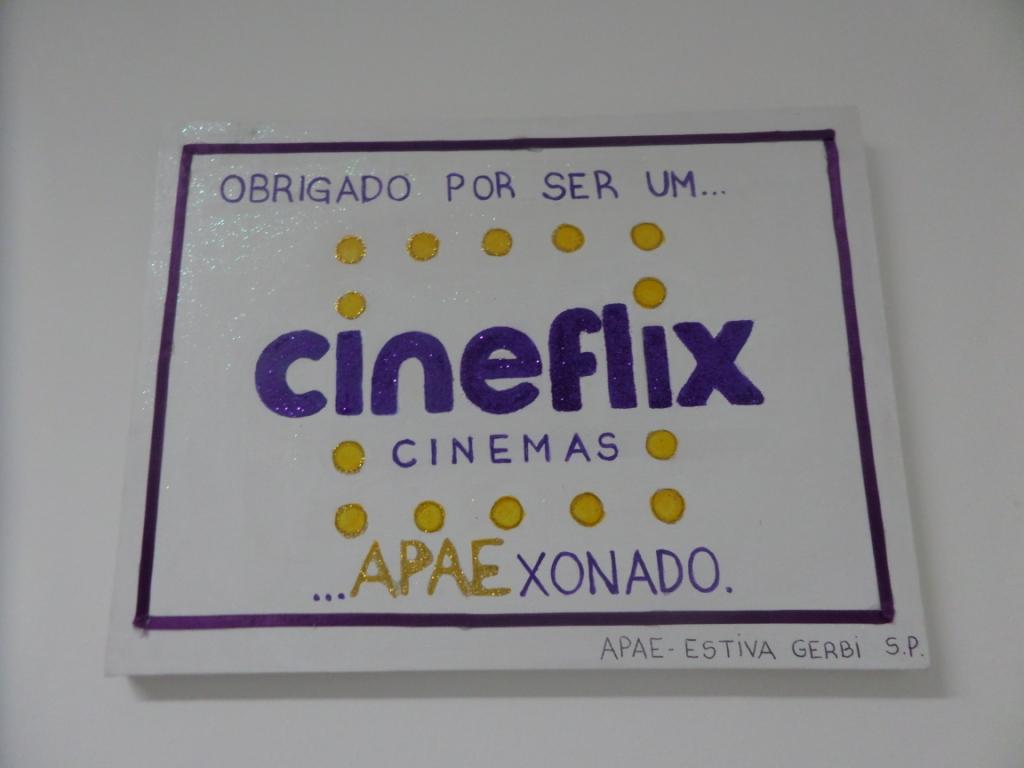 OBRIGADO POR SER UM...
cineflix
CINEMAS
...APAEXONADO.
APAE-ESTIVA GERBI S.P.